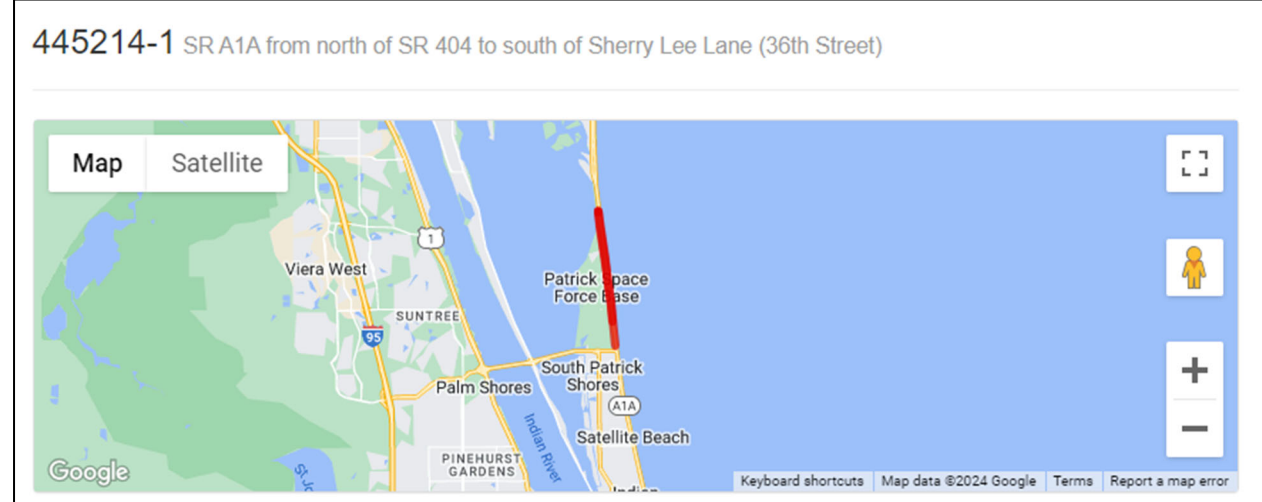 445214-1 SR A1A from north of SR 404 to south of Sherry Lee Lane (36th Street)
Map Satellite
1
Viera West
Patrick Space
Force Base
SUNTREE
95
South Patrick
Shores
Palm Shores
A1A
Indian River
Satellite Beach
PINEHURST
GARDENS
Google
Keyboard shortcuts Map data ©2024 Google Terms Report a map error